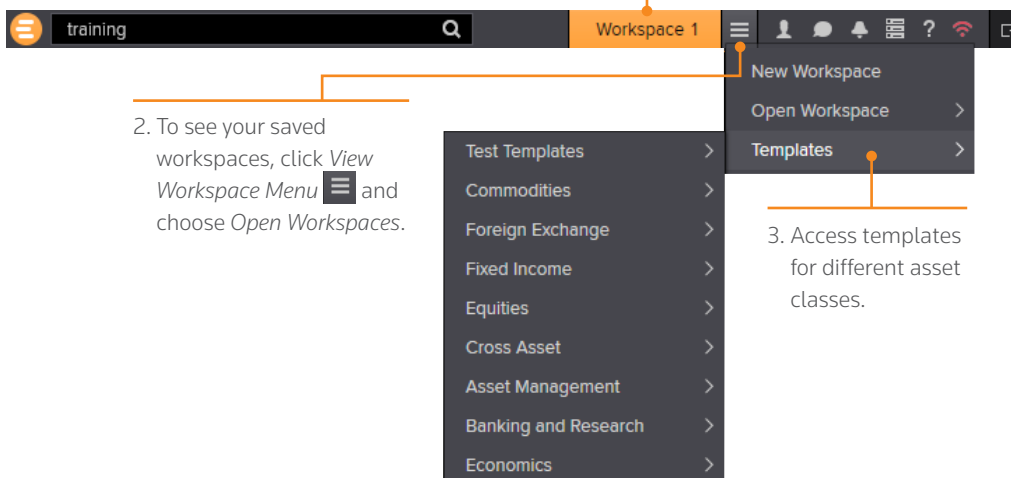 training
Workspace 1
?
New Workspace
Open Workspace
Templates
2. To see your saved
workspaces, click View
Workspace Menu and
choose Open Workspaces.
Test Templates
Commodities
Foreign Exchange
Fixed Income
Equities
Cross Asset
Asset Management
Banking and Research
Economics
3. Access templates
for different asset
classes.